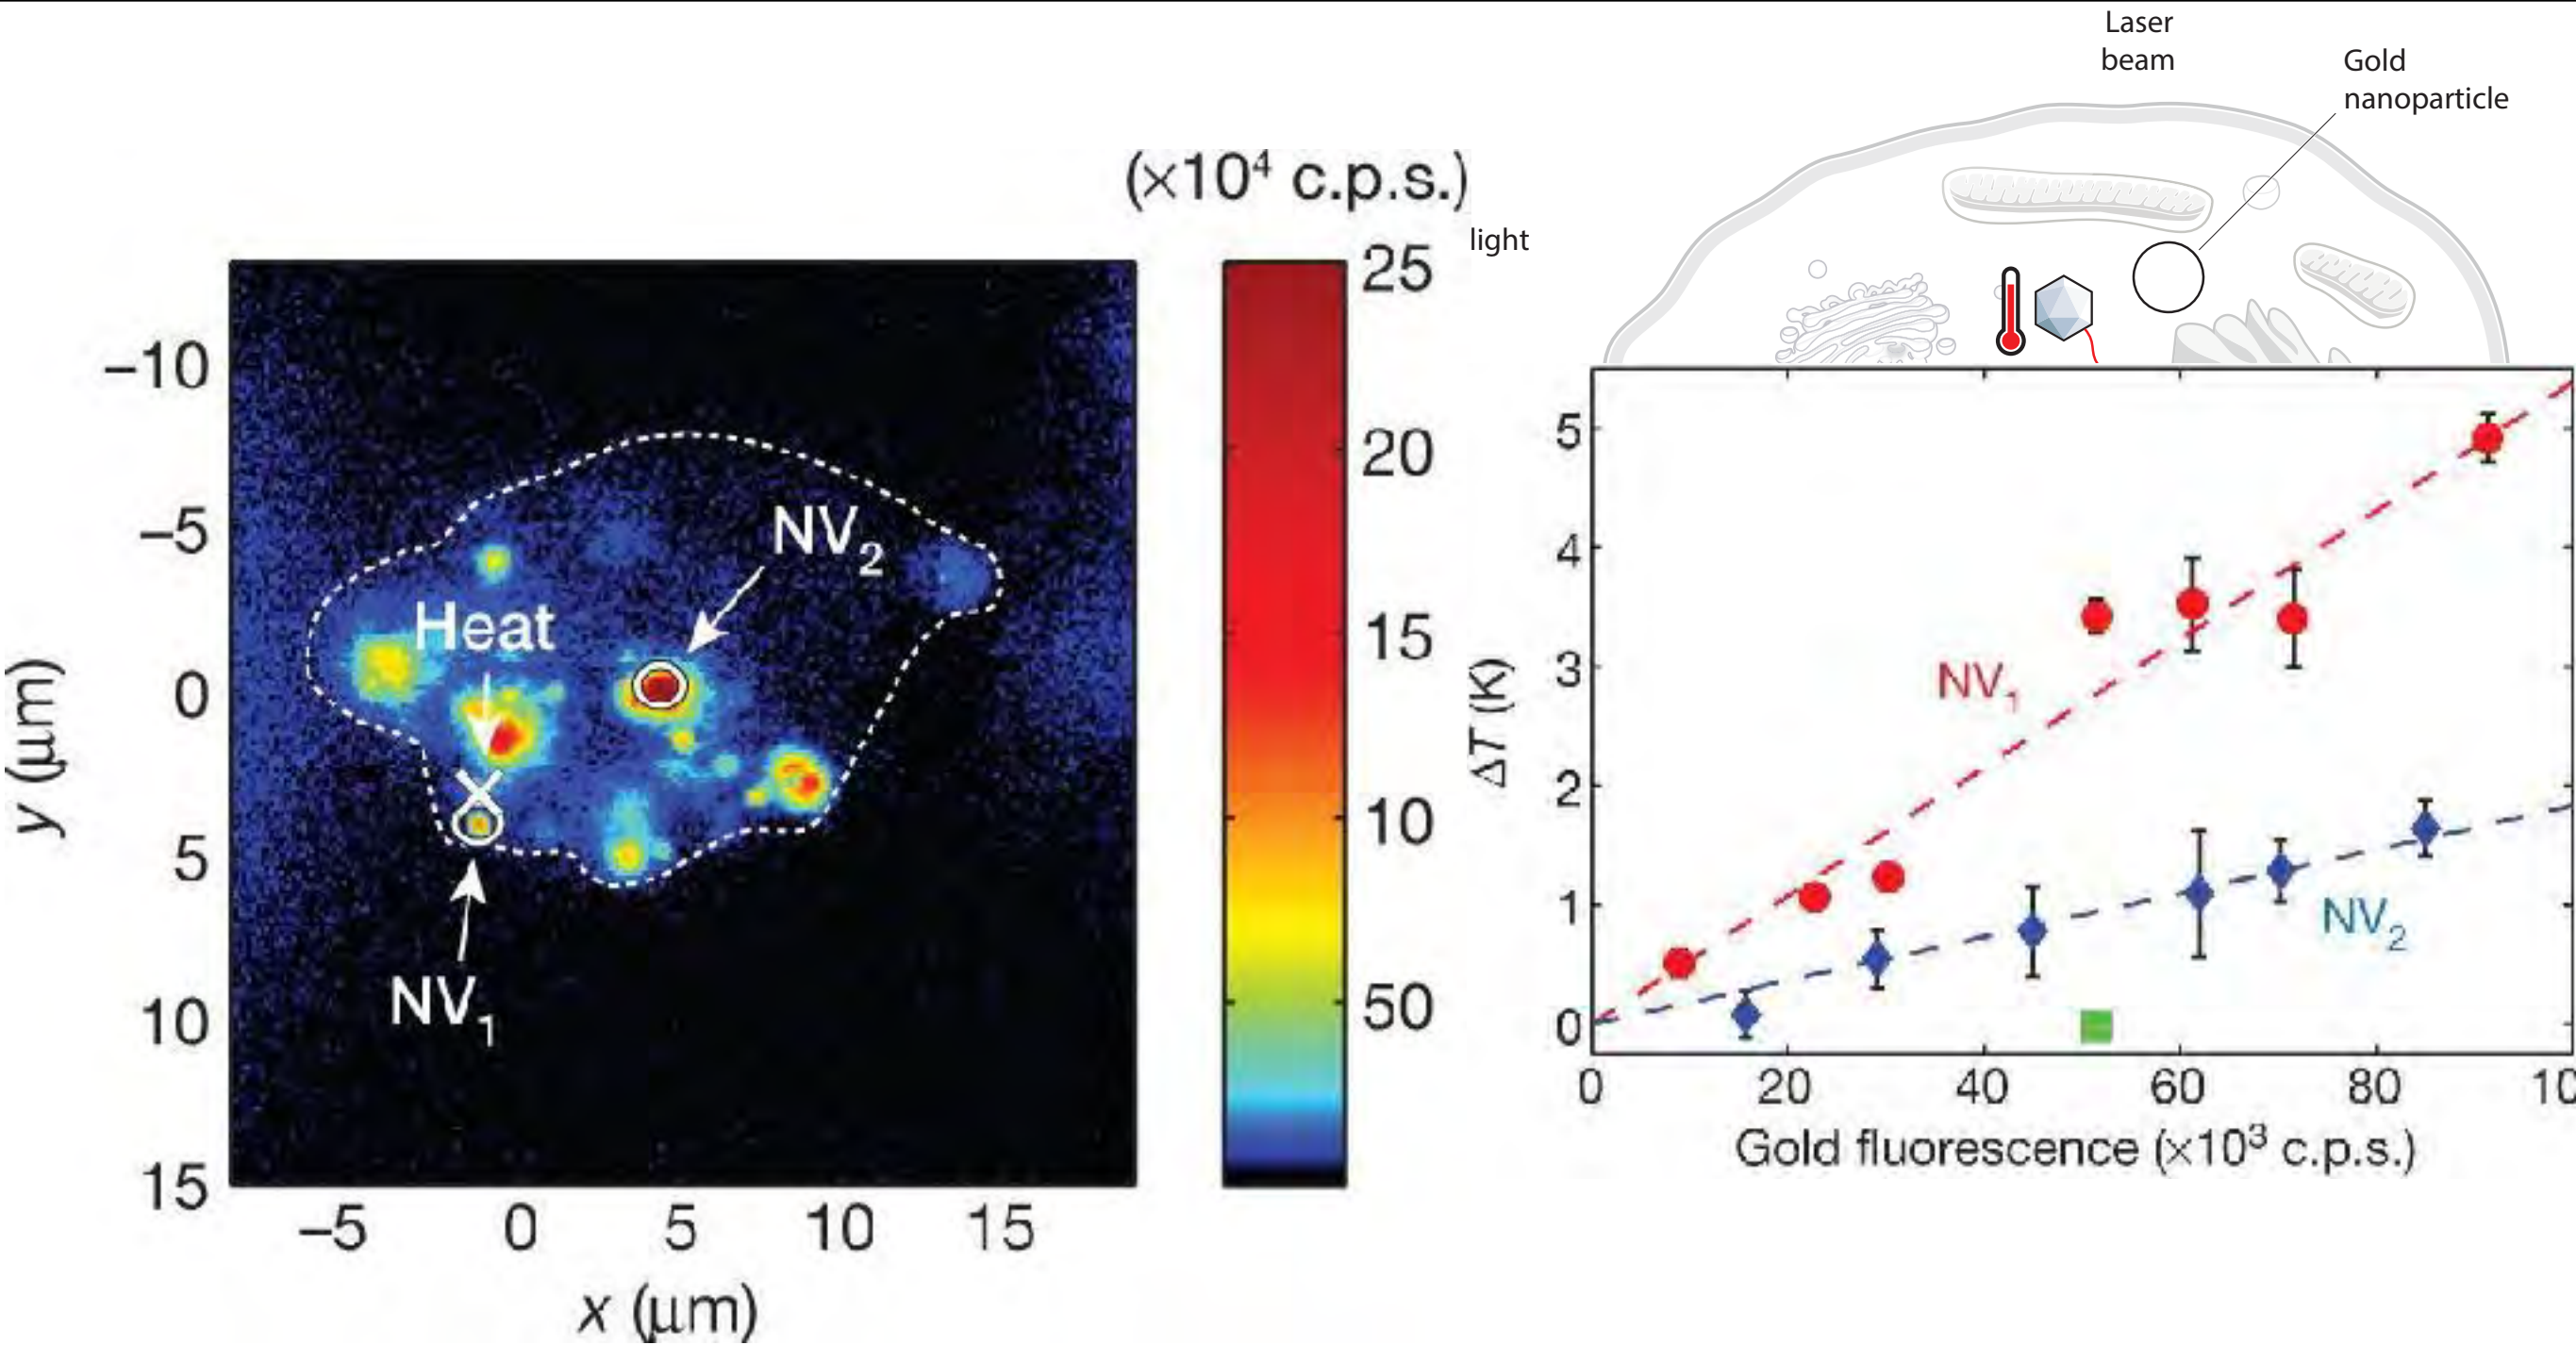 Laser
beam
Gold
nanoparticle
light
(×10⁴ c.p.s.)
25
20
15
10
50
–10
–5
0
5
10
15
y (μm)
–5
0
5
10
15
x (μm)
NV₂
Heat
NV₁
5
4
3
2
1
0
ΔT (K)
NV₁
NV₂
0
20
40
60
80
10
Gold fluorescence (×10³ c.p.s.)